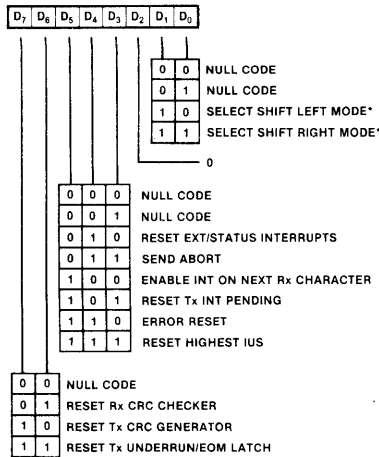 D7 D6 D5 D4 D3 D2 D1 D0
0 0 NULL CODE
0 1 NULL CODE
1 0 SELECT SHIFT LEFT MODE*
1 1 SELECT SHIFT RIGHT MODE*
0
0 0 0 NULL CODE
0 0 1 NULL CODE
0 1 0 RESET EXT/STATUS INTERRUPTS
0 1 1 SEND ABORT
1 0 0 ENABLE INT ON NEXT Rx CHARACTER
1 0 1 RESET Tx INT PENDING
1 1 0 ERROR RESET
1 1 1 RESET HIGHEST IUS
0 0 NULL CODE
0 1 RESET Rx CRC CHECKER
1 0 RESET Tx CRC GENERATOR
1 1 RESET Tx UNDERRUN/EOM LATCH